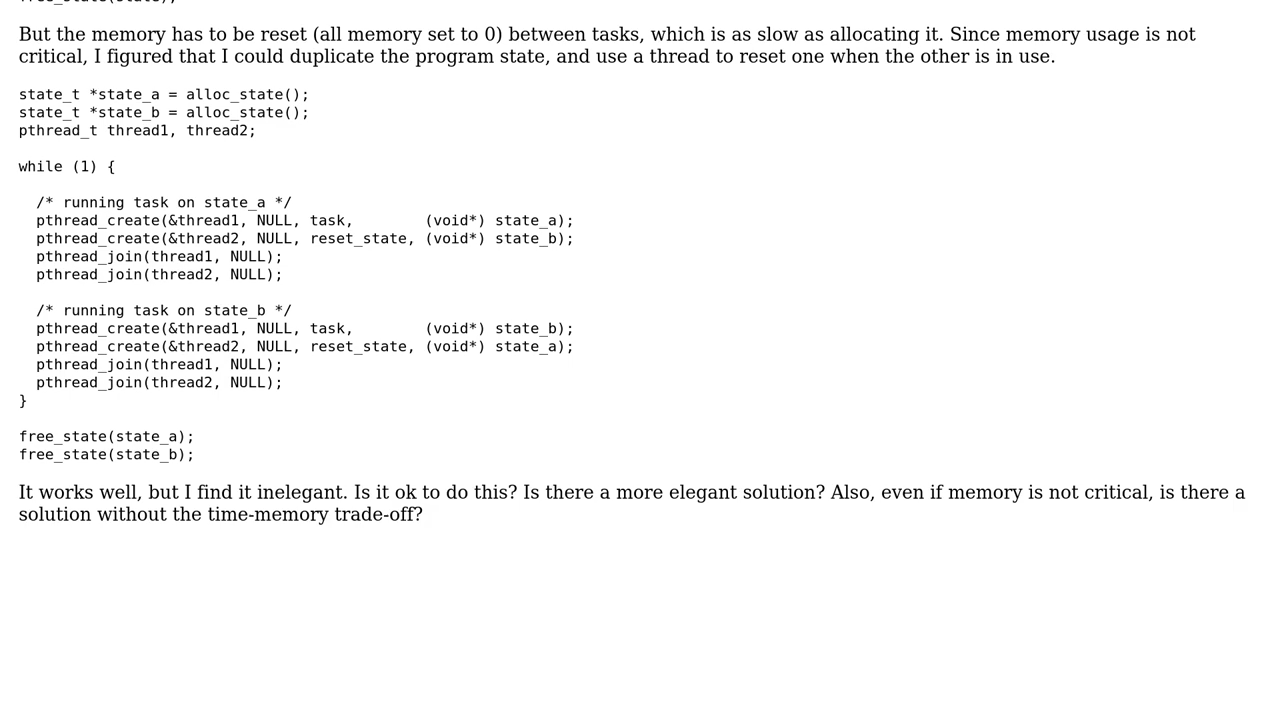 But the memory has to be reset (all memory set to 0) between tasks, which is as slow as allocating it. Since memory usage is not
critical, I figured that I could duplicate the program state, and use a thread to reset one when the other is in use.
state_t *state_a = alloc_state();
state_t *state_b = alloc_state();
pthread_t thread1, thread2;
while (1) {
  /* running task on state_a */
  pthread_create(&thread1, NULL, task,        (void*) state_a);
  pthread_create(&thread2, NULL, reset_state, (void*) state_b);
  pthread_join(thread1, NULL);
  pthread_join(thread2, NULL);
  /* running task on state_b */
  pthread_create(&thread1, NULL, task,        (void*) state_b);
  pthread_create(&thread2, NULL, reset_state, (void*) state_a);
  pthread_join(thread1, NULL);
  pthread_join(thread2, NULL);
}
free_state(state_a);
free_state(state_b);
It works well, but I find it inelegant. Is it ok to do this? Is there a more elegant solution? Also, even if memory is not critical, is there a
solution without the time-memory trade-off?